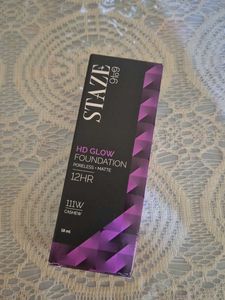 STAZE
9to9
HD GLOW
FOUNDATION
PORELESS + MATTE
12HR
111W
CASHEW
18 ml